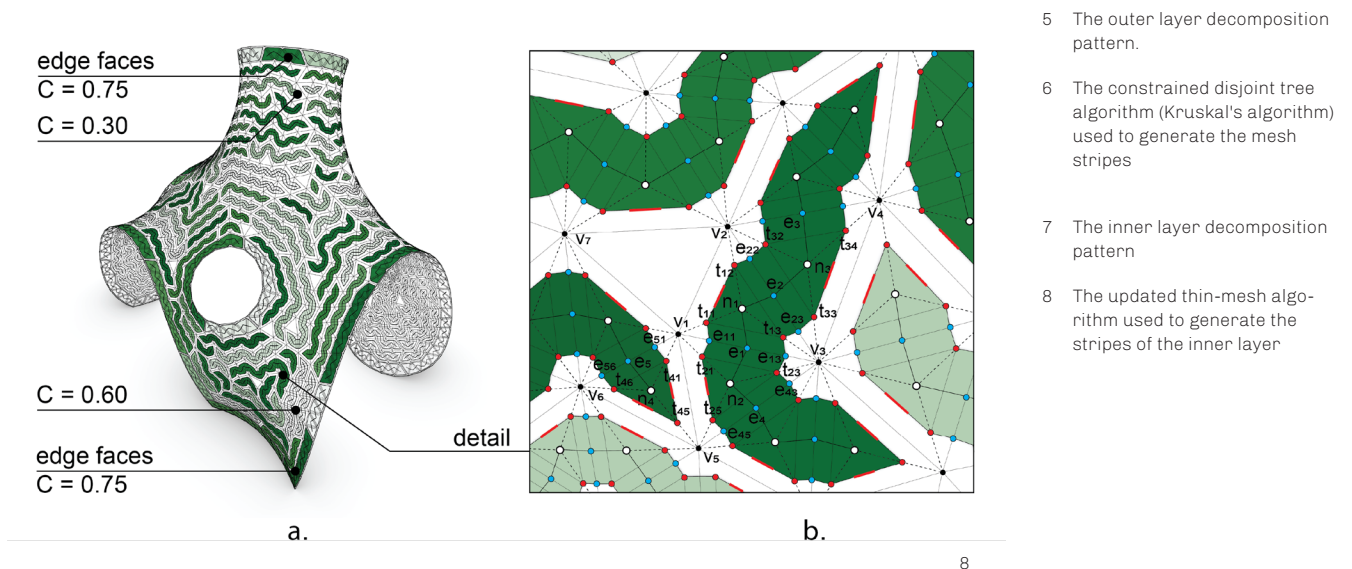 edge faces
C = 0.75
C = 0.30
C = 0.60
edge faces
C = 0.75
detail
a.
V7
V2
V4
e3
t32
t34
e22
t12
n3
e2
n1
t11
V1
e11
t13
e23
t33
e51
e1
e13
V3
t21
t23
e56
e5
t41
t46
e43
V6
n4
n2
t45
t25
e4
e45
V5
b.
5 The outer layer decomposition
pattern.
6 The constrained disjoint tree
algorithm (Kruskal's algorithm)
used to generate the mesh
stripes
7 The inner layer decomposition
pattern
8 The updated thin-mesh algo-
rithm used to generate the
stripes of the inner layer
8